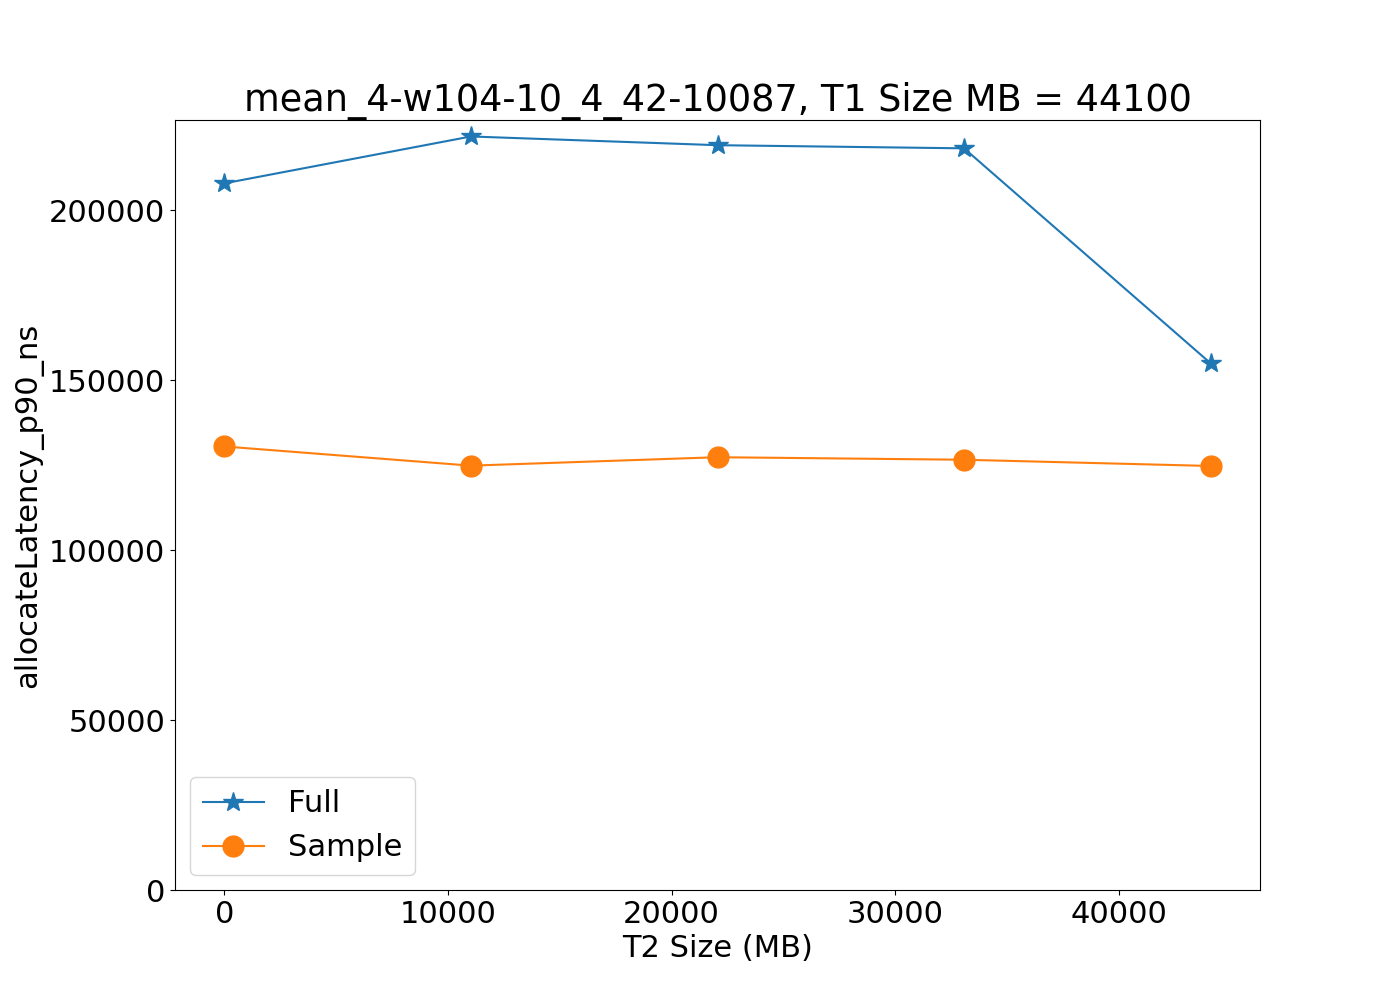 mean_4-w104-10_4_42-10087, T1 Size MB = 44100
allocateLatency_p90_ns
200000
150000
100000
50000
0
Full
Sample
0 10000 20000 30000 40000
T2 Size (MB)